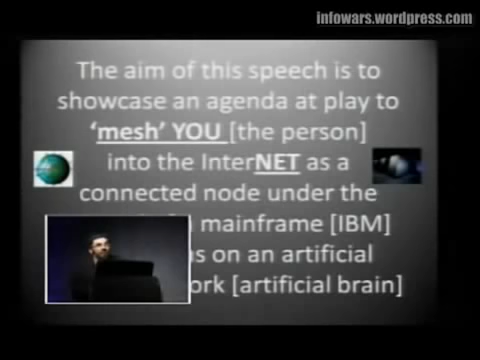 infowars.wordpress.com
The aim of this speech is to
showcase an agenda at play to
‘mesh’ YOU [the person]
into the InterNET as a
connected node under the
mainframe [IBM]
on an artificial
[artificial brain]